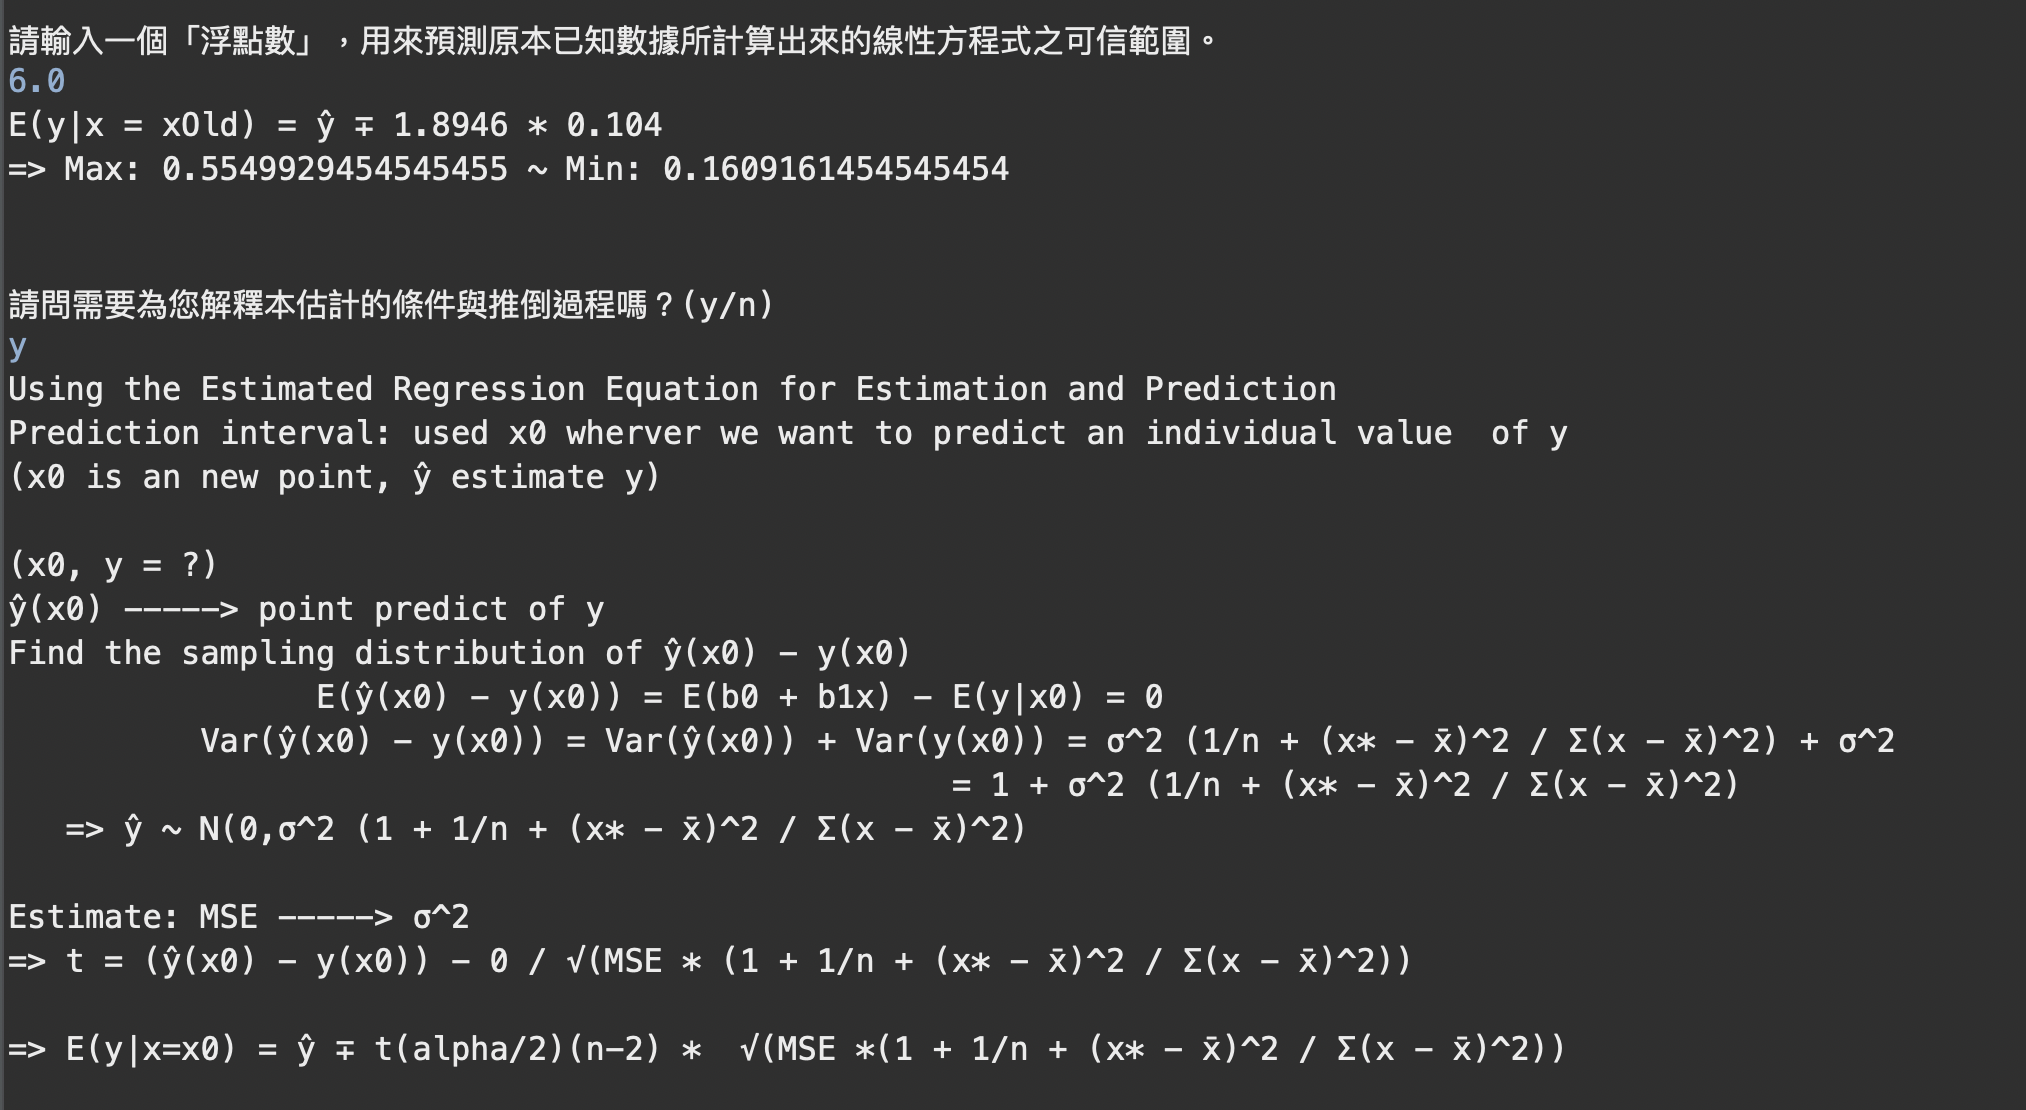 請輸入一個「浮點數」，用來預測原本已知數據所計算出來的線性方程式之可信範圍。
6.0
E(y|x = xOld) = ŷ ∓ 1.8946 * 0.104
=> Max: 0.5549929454545455 ~ Min: 0.1609161454545454
請問需要為您解釋本估計的條件與推倒過程嗎？(y/n)
y
Using the Estimated Regression Equation for Estimation and Prediction
Prediction interval: used x0 wherver we want to predict an individual value  of y
(x0 is an new point, ŷ estimate y)
(x0, y = ?)
ŷ(x0) -----> point predict of y
Find the sampling distribution of ŷ(x0) - y(x0)
E(ŷ(x0) - y(x0)) = E(b0 + b1x) - E(y|x0) = 0
Var(ŷ(x0) - y(x0)) = Var(ŷ(x0)) + Var(y(x0)) = σ^2 (1/n + (x* - x̄)^2 / Σ(x - x̄)^2) + σ^2
= 1 + σ^2 (1/n + (x* - x̄)^2 / Σ(x - x̄)^2)
=> ŷ ~ N(0,σ^2 (1 + 1/n + (x* - x̄)^2 / Σ(x - x̄)^2)
Estimate: MSE -----> σ^2
=> t = (ŷ(x0) - y(x0)) - 0 / √(MSE * (1 + 1/n + (x* - x̄)^2 / Σ(x - x̄)^2))
=> E(y|x=x0) = ŷ ∓ t(alpha/2)(n-2) *  √(MSE *(1 + 1/n + (x* - x̄)^2 / Σ(x - x̄)^2))